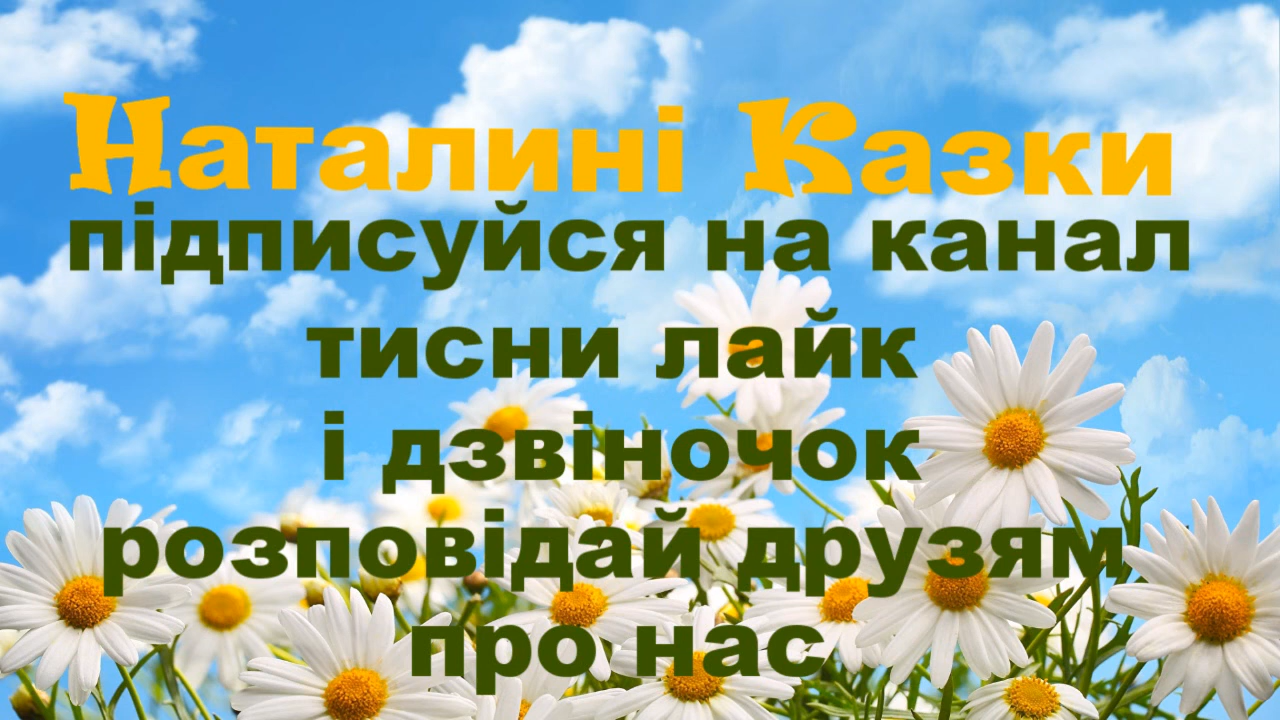 Наталині Казки
підписуйся на канал
тисни лайк
і дзвіночок
розповідай друзям
про нас